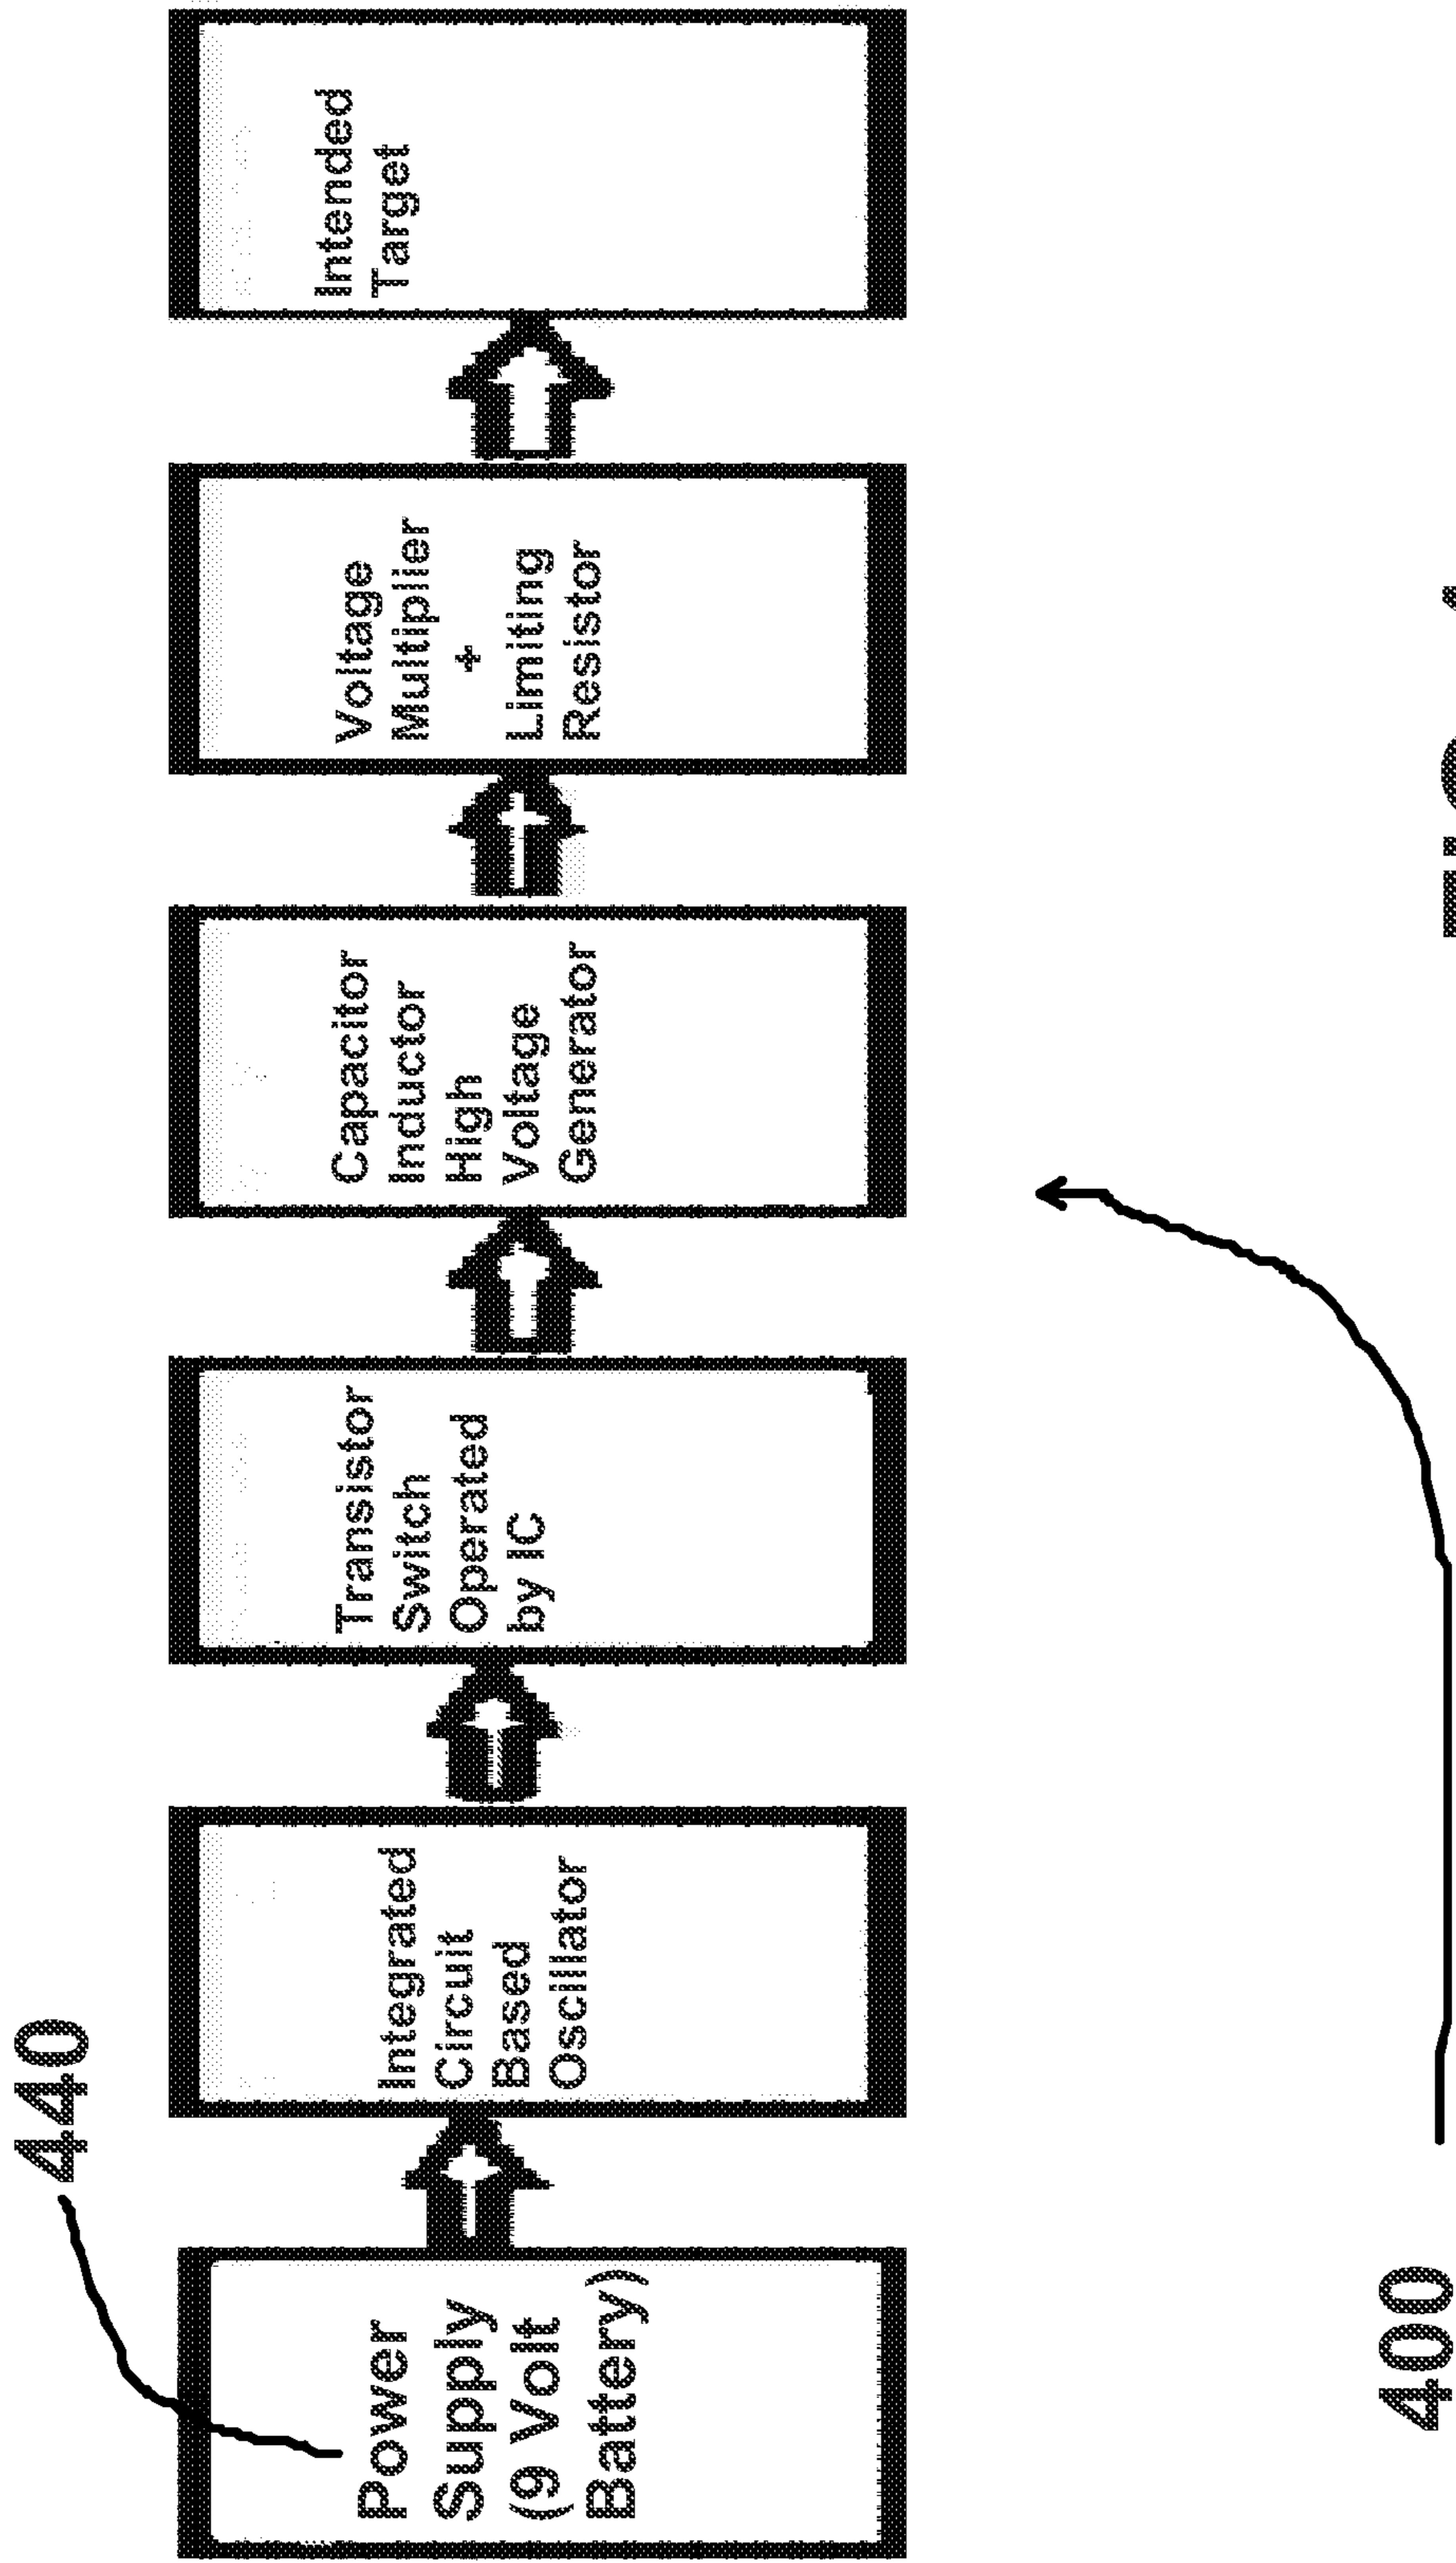 440
Power
Supply
(9 Volt
Battery)
Integrated
Circuit
Based
Oscillator
Transistor
Switch
Operated
by IC
Capacitor
Inductor
High
Voltage
Generator
Voltage
Multiplier
+
Limiting
Resistor
Intended
Target
400